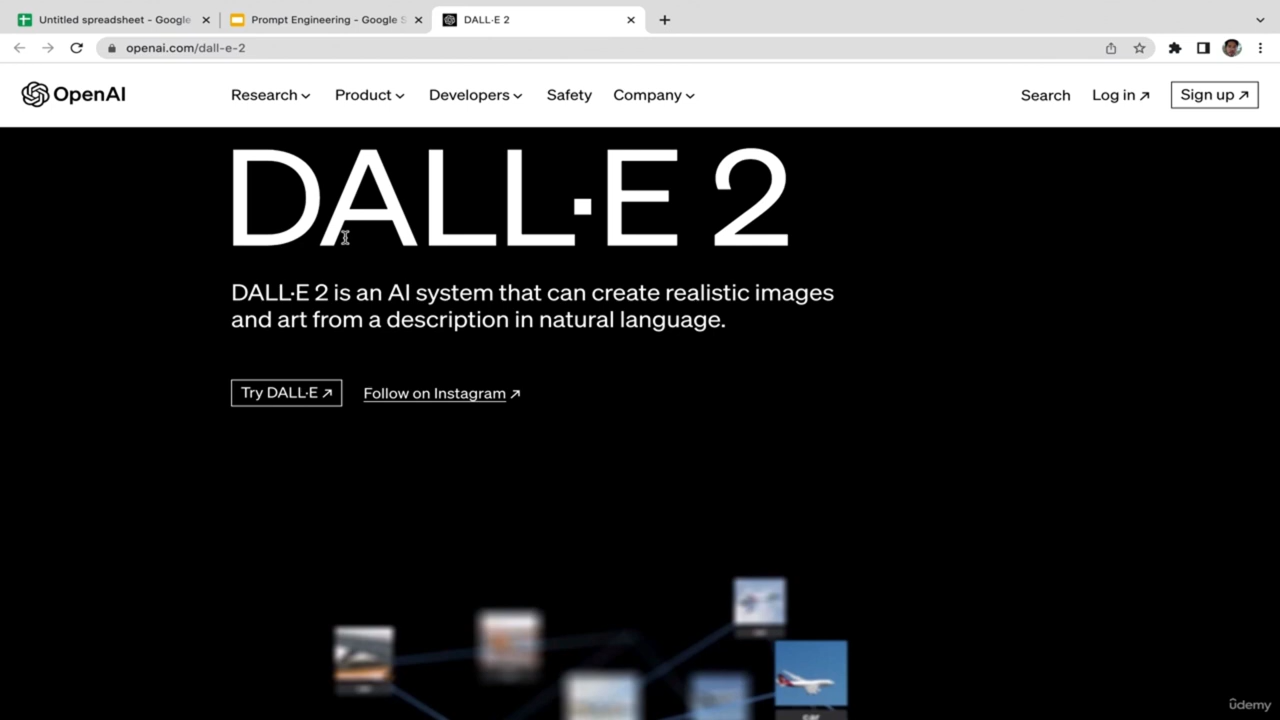 Untitled spreadsheet - Google
Prompt Engineering - Google S
DALL·E 2
openai.com/dall-e-2
OpenAI
Research
Product
Developers
Safety
Company
Search
Log in ↗
Sign up ↗
DALL·E 2
DALL·E 2 is an AI system that can create realistic images
and art from a description in natural language.
Try DALL·E ↗
Follow on Instagram ↗
car
ûdemy